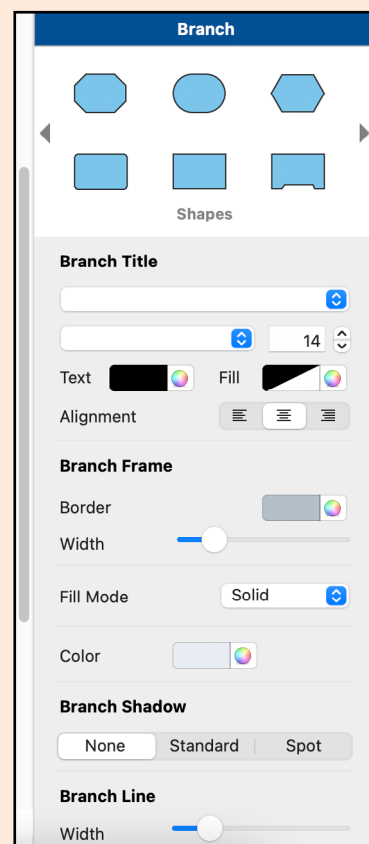 Branch
Shapes
Branch Title
14
Text Fill
Alignment
Branch Frame
Border
Width
Fill Mode Solid
Color
Branch Shadow
None Standard Spot
Branch Line
Width